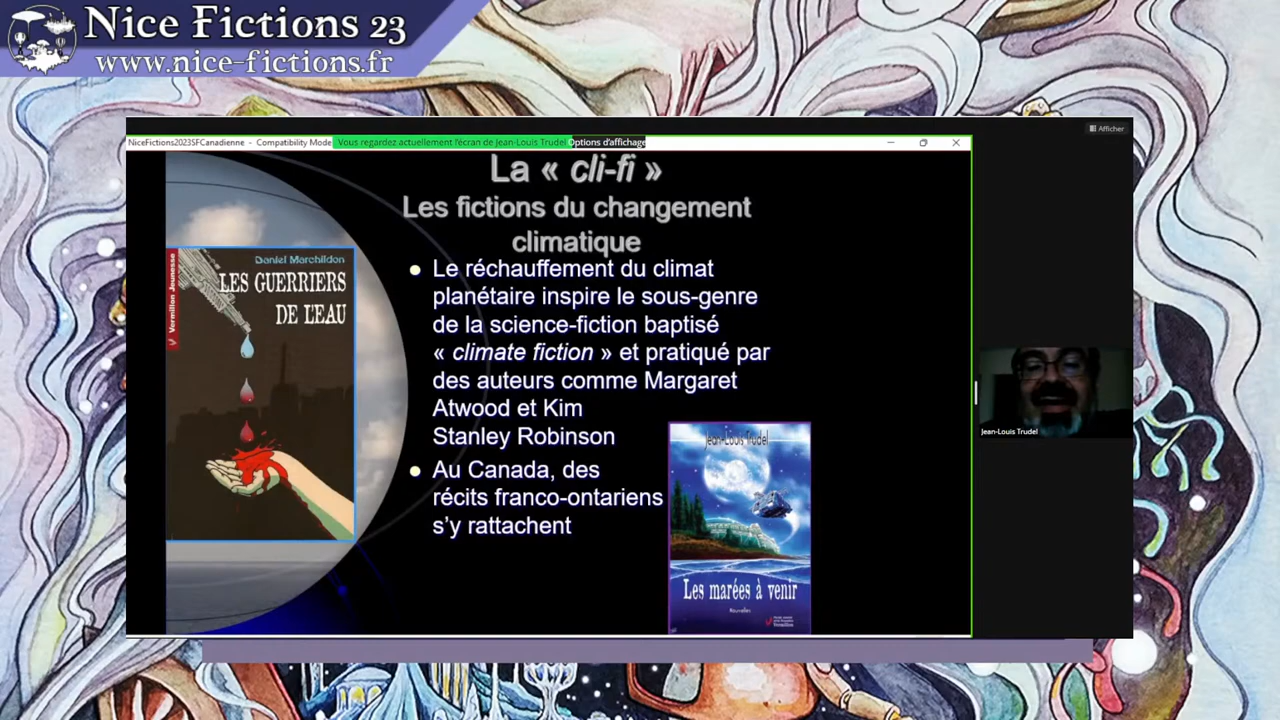 Nice Fictions 23
www.nice-fictions.fr
Afficher
NiceFictions2023SFCanadienne - Compatibility Mode
Vous regardez actuellement l'écran de Jean-Louis Trudel
Options d'affichage
La « cli-fi »
Les fictions du changement
climatique
Daniel Marchildon
LES GUERRIERS
DE L'EAU
Vermillon Jeunesse
● Le réchauffement du climat
planétaire inspire le sous-genre
de la science-fiction baptisé
« climate fiction » et pratiqué par
des auteurs comme Margaret
Atwood et Kim
Stanley Robinson
● Au Canada, des
récits franco-ontariens
s'y rattachent
Jean-Louis Trudel
Les marées à venir
Nouvelles
Vermillon
Jean-Louis Trudel